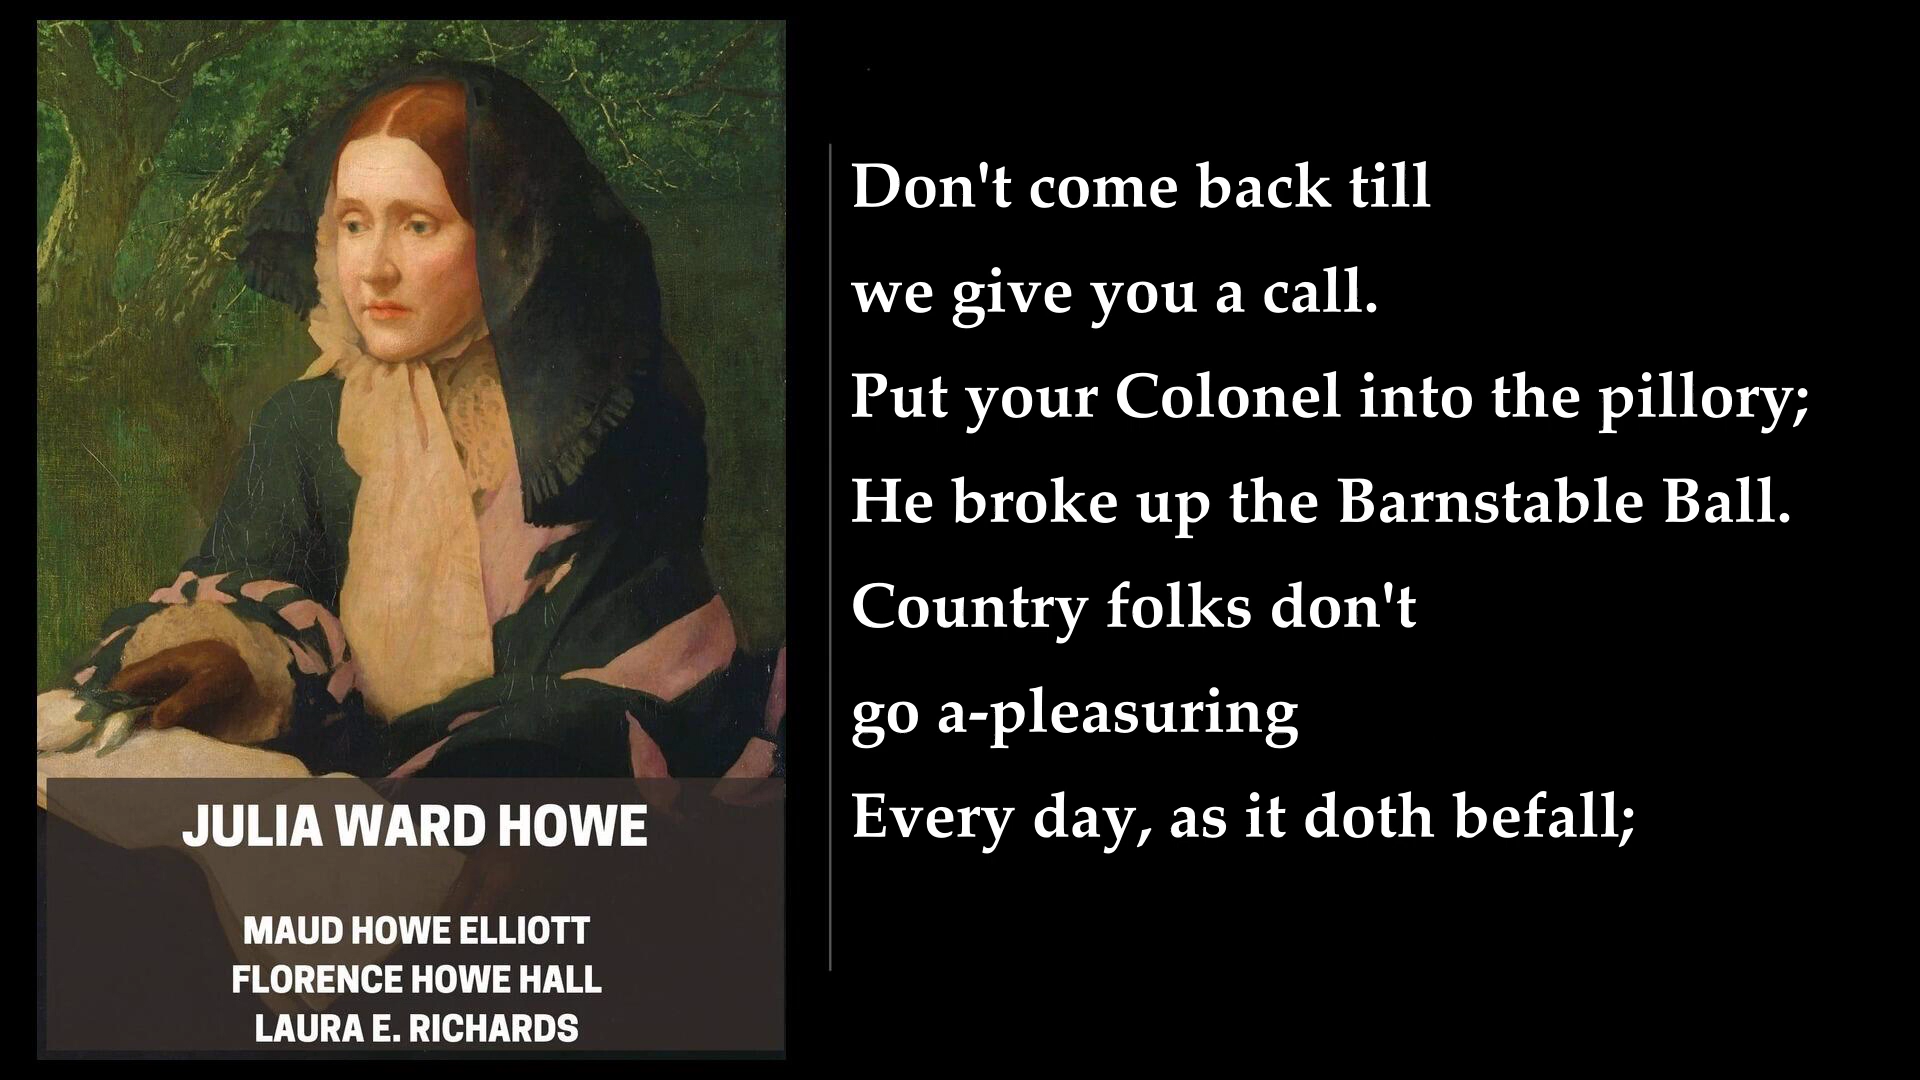 Don't come back till
we give you a call.
Put your Colonel into the pillory;
He broke up the Barnstable Ball.
Country folks don't
go a-pleasuring
Every day, as it doth befall;
JULIA WARD HOWE
MAUD HOWE ELLIOTT
FLORENCE HOWE HALL
LAURA E. RICHARDS